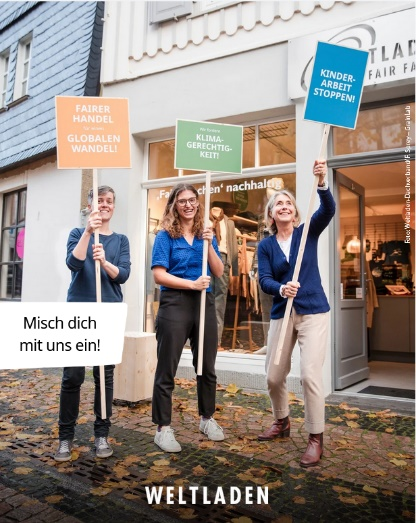 TLADEN
FAIR FA
FAIRER
HANDEL
GLOBALEN
WANDEL!
KLIMA-
GERECHTIG-
KEIT!
KINDER-
ARBEIT
STOPPEN!
nachhaltig
Misch dich
mit uns ein!
WELTLADEN